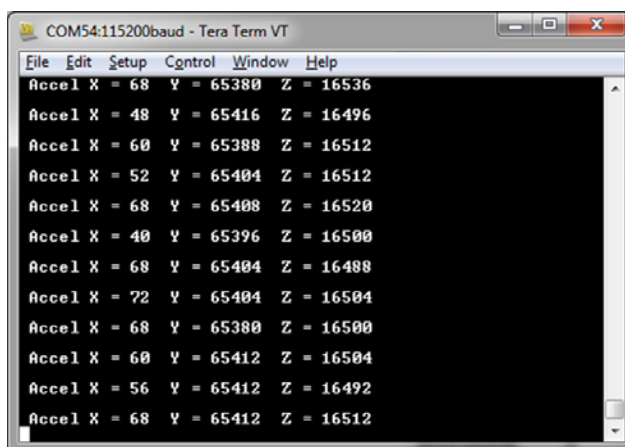 COM54:115200baud - Tera Term VT
File Edit Setup Control Window Help
Accel X = 68 Y = 65380 Z = 16536
Accel X = 48 Y = 65416 Z = 16496
Accel X = 60 Y = 65388 Z = 16512
Accel X = 52 Y = 65404 Z = 16512
Accel X = 68 Y = 65408 Z = 16520
Accel X = 40 Y = 65396 Z = 16500
Accel X = 68 Y = 65404 Z = 16488
Accel X = 72 Y = 65404 Z = 16504
Accel X = 68 Y = 65380 Z = 16500
Accel X = 60 Y = 65412 Z = 16504
Accel X = 56 Y = 65412 Z = 16492
Accel X = 68 Y = 65412 Z = 16512